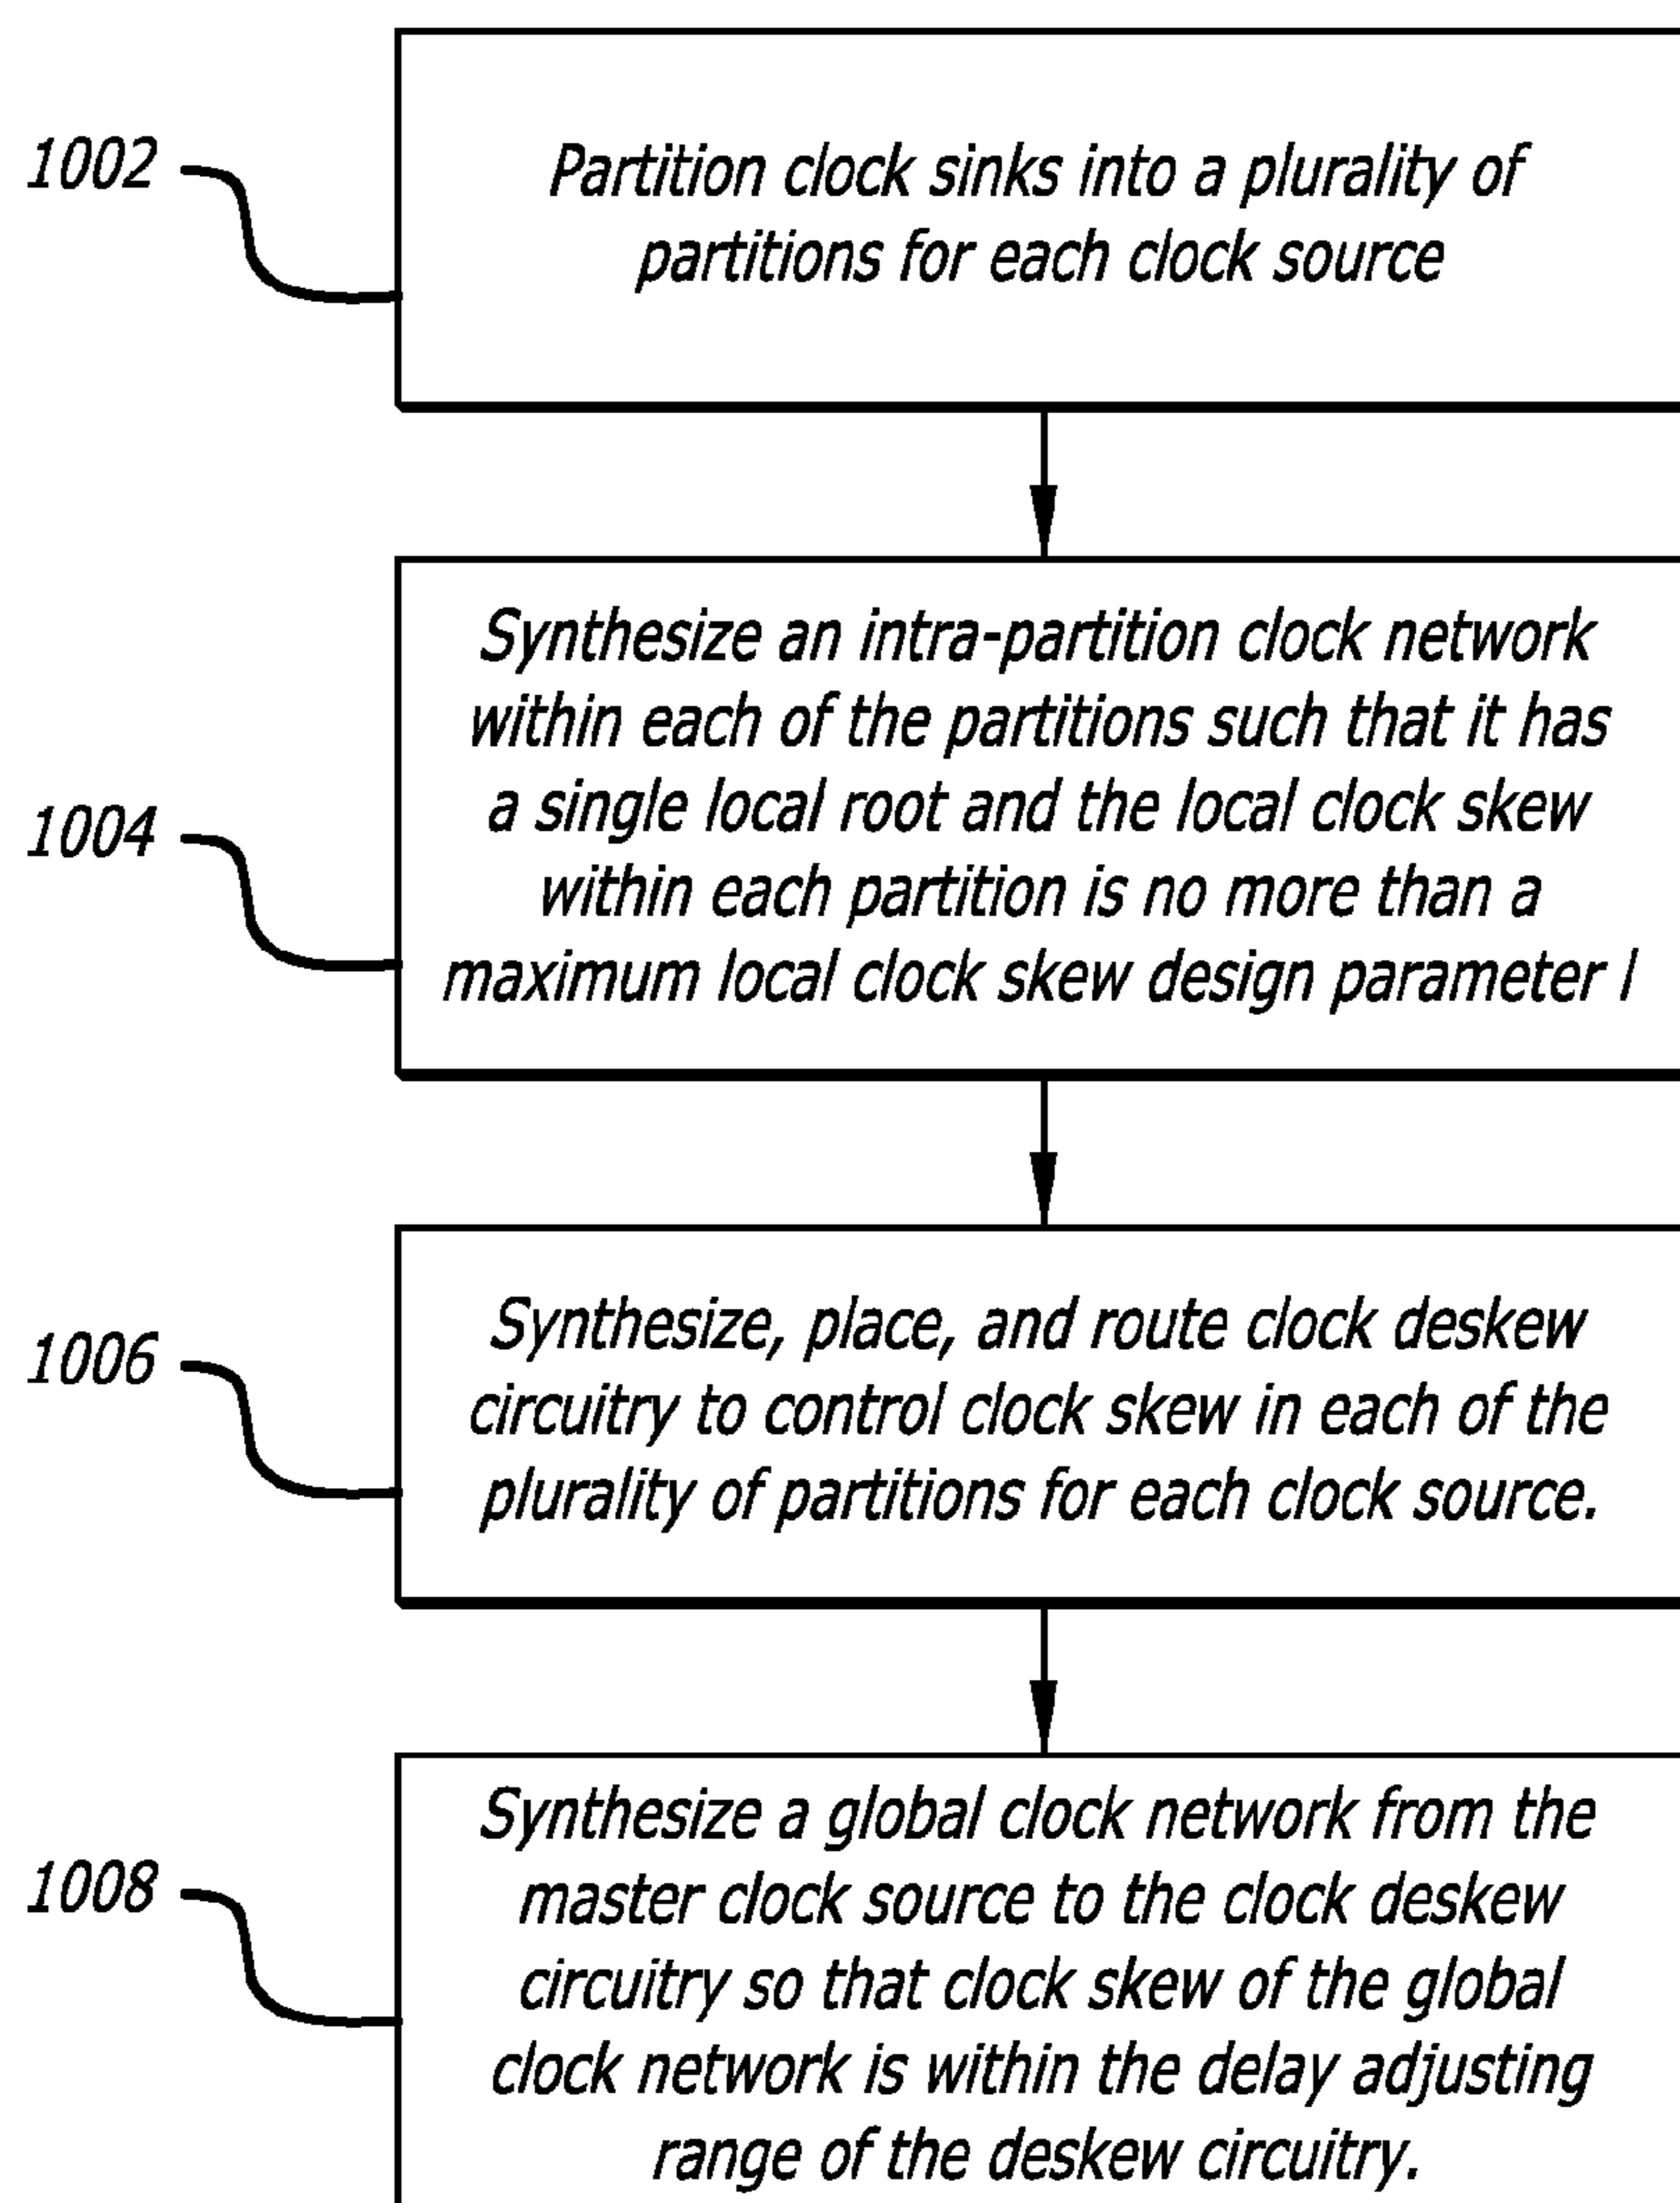 1002
Partition clock sinks into a plurality of
partitions for each clock source
1004
Synthesize an intra-partition clock network
within each of the partitions such that it has
a single local root and the local clock skew
within each partition is no more than a
maximum local clock skew design parameter l
1006
Synthesize, place, and route clock deskew
circuitry to control clock skew in each of the
plurality of partitions for each clock source.
1008
Synthesize a global clock network from the
master clock source to the clock deskew
circuitry so that clock skew of the global
clock network is within the delay adjusting
range of the deskew circuitry.